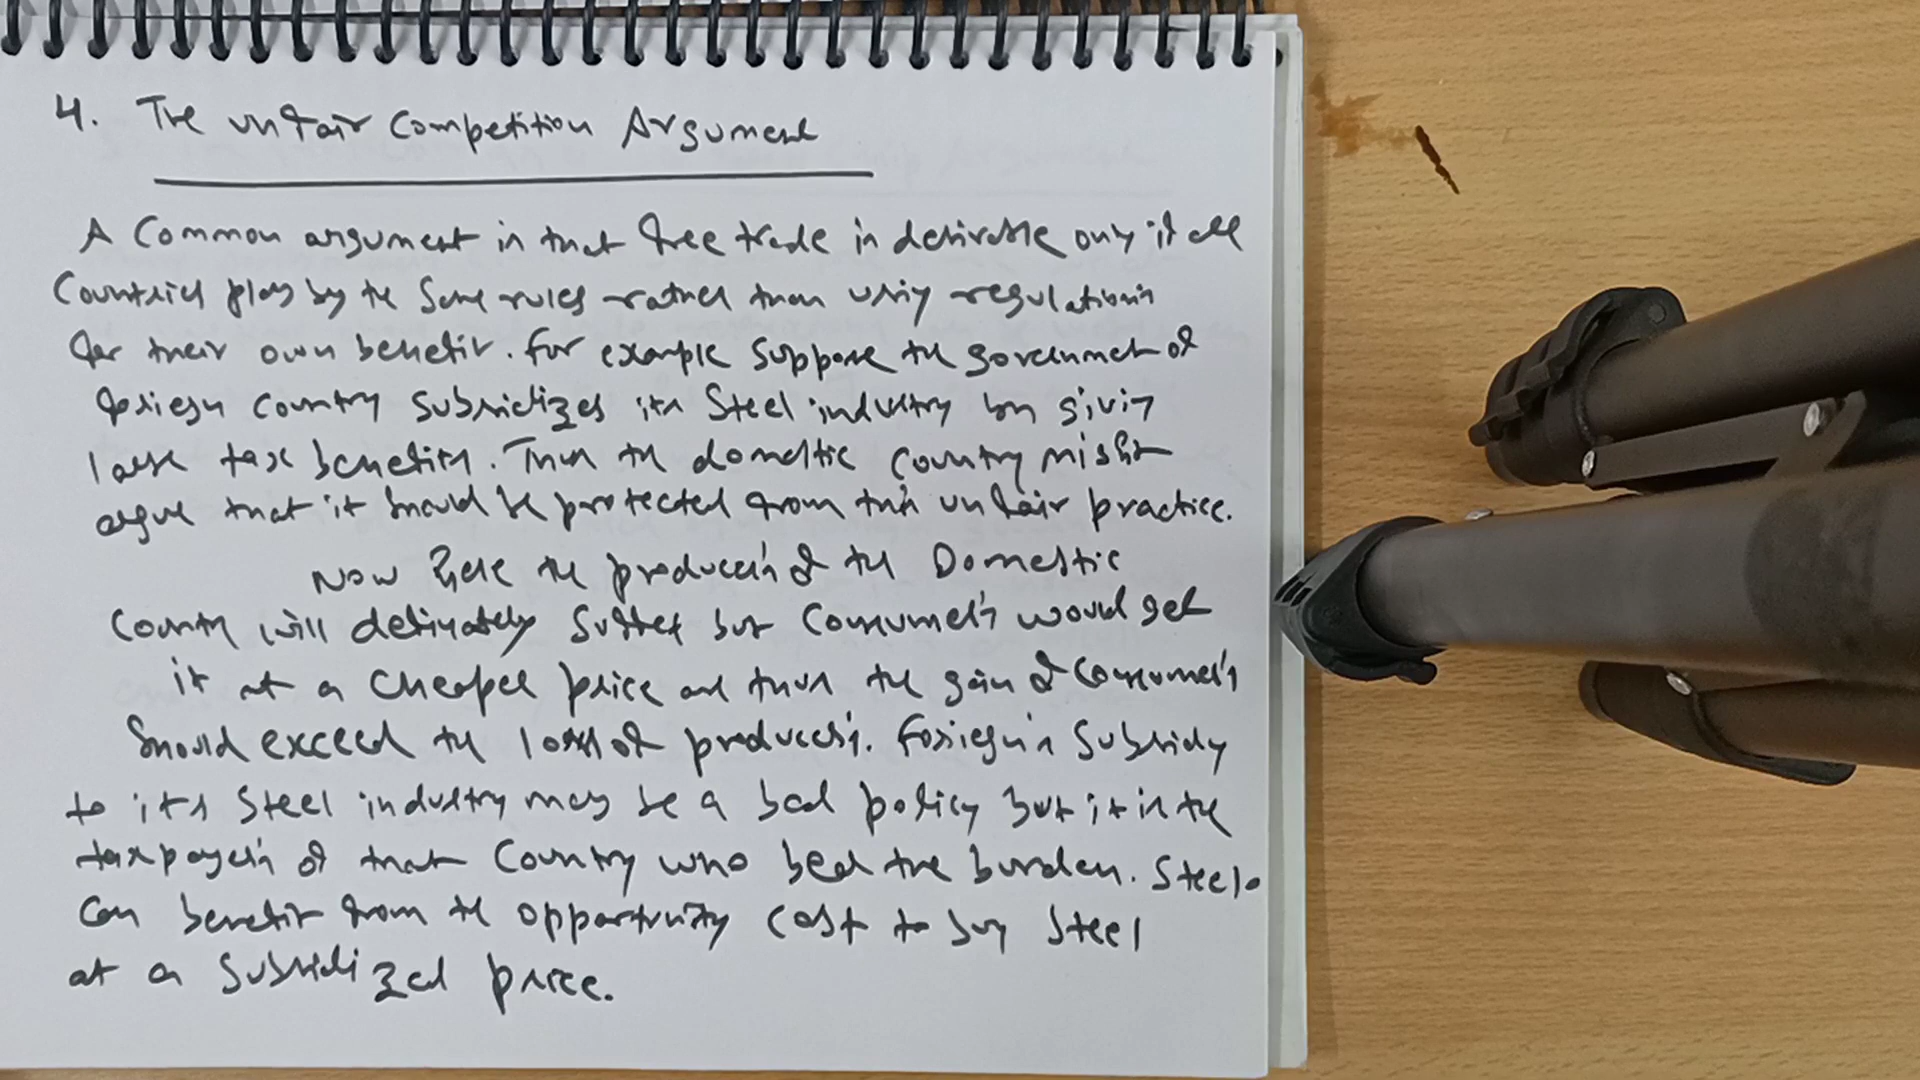 4. The unfair Competition Argument
A Common argument is that free trade is desirable only if all
Countries play by the Same rules rather than using regulations
for their own benefit. For example suppose the government of
foriegn country subsidizes its Steel industry by giving
large tax benefits. Then the domestic country might
argue that it should be protected from this unfair practice.
Now here the producer's of the Domestic
Country will definately Suffer but Consumer's would get
it at a cheaper price and thus the gain of Consumer's
Should exceed the loss of producer's. Foriegn's Subsidy
to its Steel industry may be a bad policy but it is the
taxpayer's of that Country who bear the burden. Steel.
Can benefit from the opportunity cost to buy Steel
at a Subsidized price.